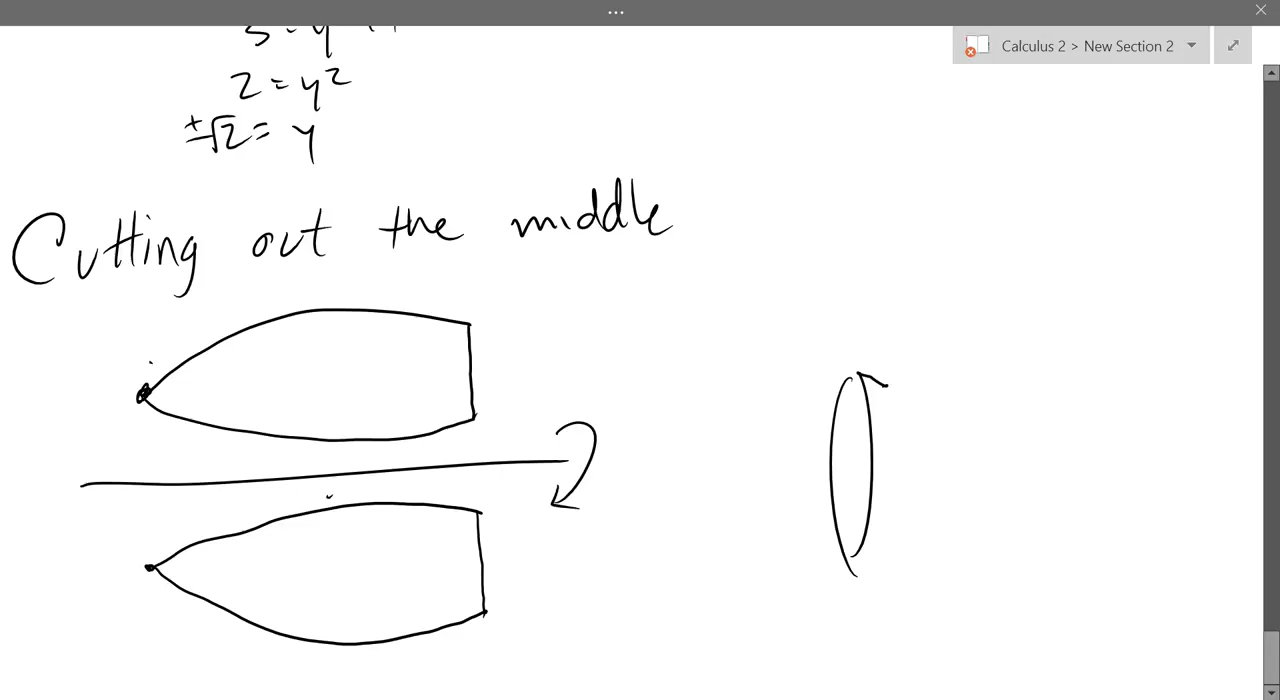 Calculus 2 > New Section 2
2 = y²
±√2 = y
Cutting out the middle